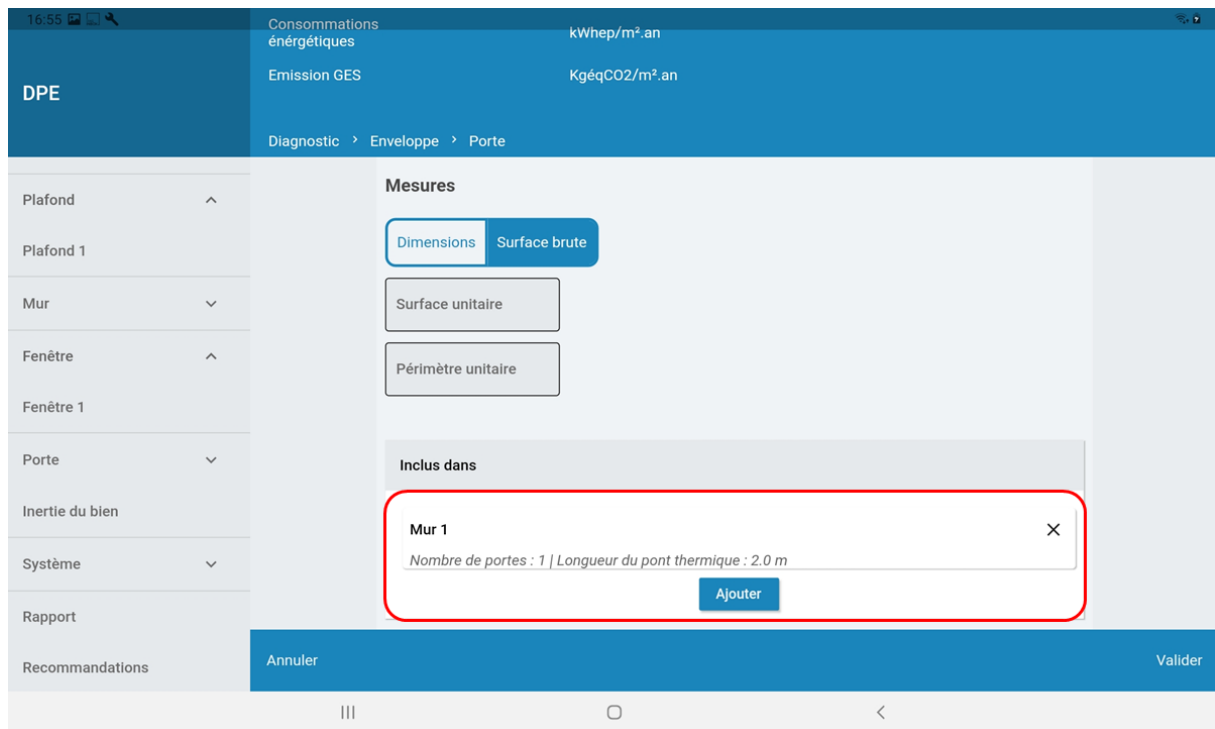 16:55
Consommations
énérgétiques
kWhep/m².an
Emission GES
KgéqCO2/m².an
DPE
Diagnostic > Enveloppe > Porte
Plafond
Plafond 1
Mur
Fenêtre
Fenêtre 1
Porte
Inertie du bien
Système
Rapport
Recommandations
Mesures
Dimensions
Surface brute
Surface unitaire
Périmètre unitaire
Inclus dans
Mur 1
Nombre de portes : 1 | Longueur du pont thermique : 2.0 m
Ajouter
Annuler
Valider